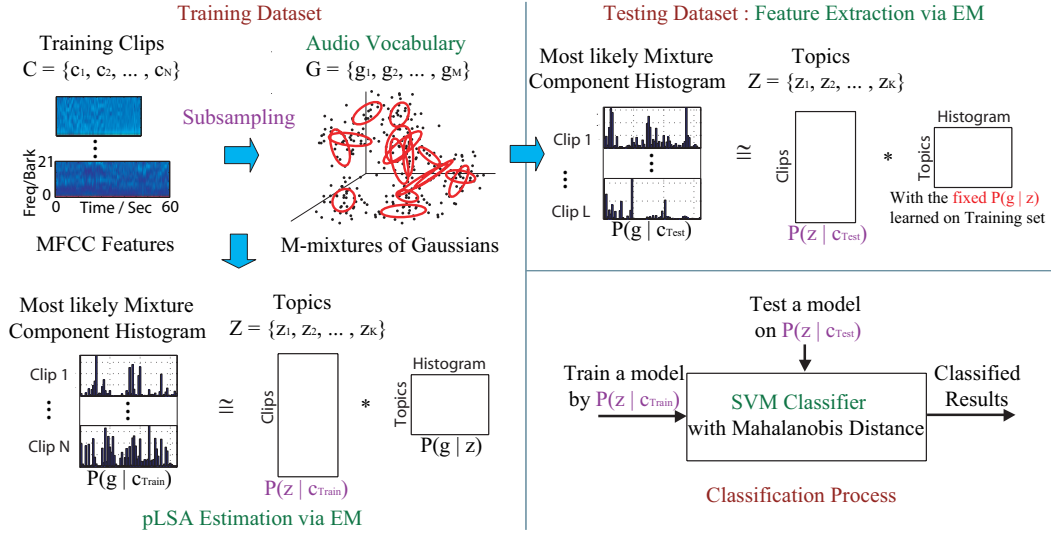 Training Dataset
Training Clips
C = {c1, c2, ... , cN}
Audio Vocabulary
G = {g1, g2, ... , gM}
Subsampling
Freq/Bark
21
0
0
Time / Sec
60
MFCC Features
M-mixtures of Gaussians
Most likely Mixture
Component Histogram
Topics
Z = {z1, z2, ... , zK}
Clip 1
Clip N
≅
Clips
*
Histogram
Topics
P(g | z)
P(g | cTrain)
P(z | cTrain)
pLSA Estimation via EM
Testing Dataset : Feature Extraction via EM
Most likely Mixture
Component Histogram
Topics
Z = {z1, z2, ... , zK}
Clip 1
Clip L
≅
Clips
*
Histogram
Topics
With the fixed P(g | z)
learned on Training set
P(g | cTest)
P(z | cTest)
Test a model
on P(z | cTest)
Train a model
by P(z | cTrain)
SVM Classifier
with Mahalanobis Distance
Classified
Results
Classification Process